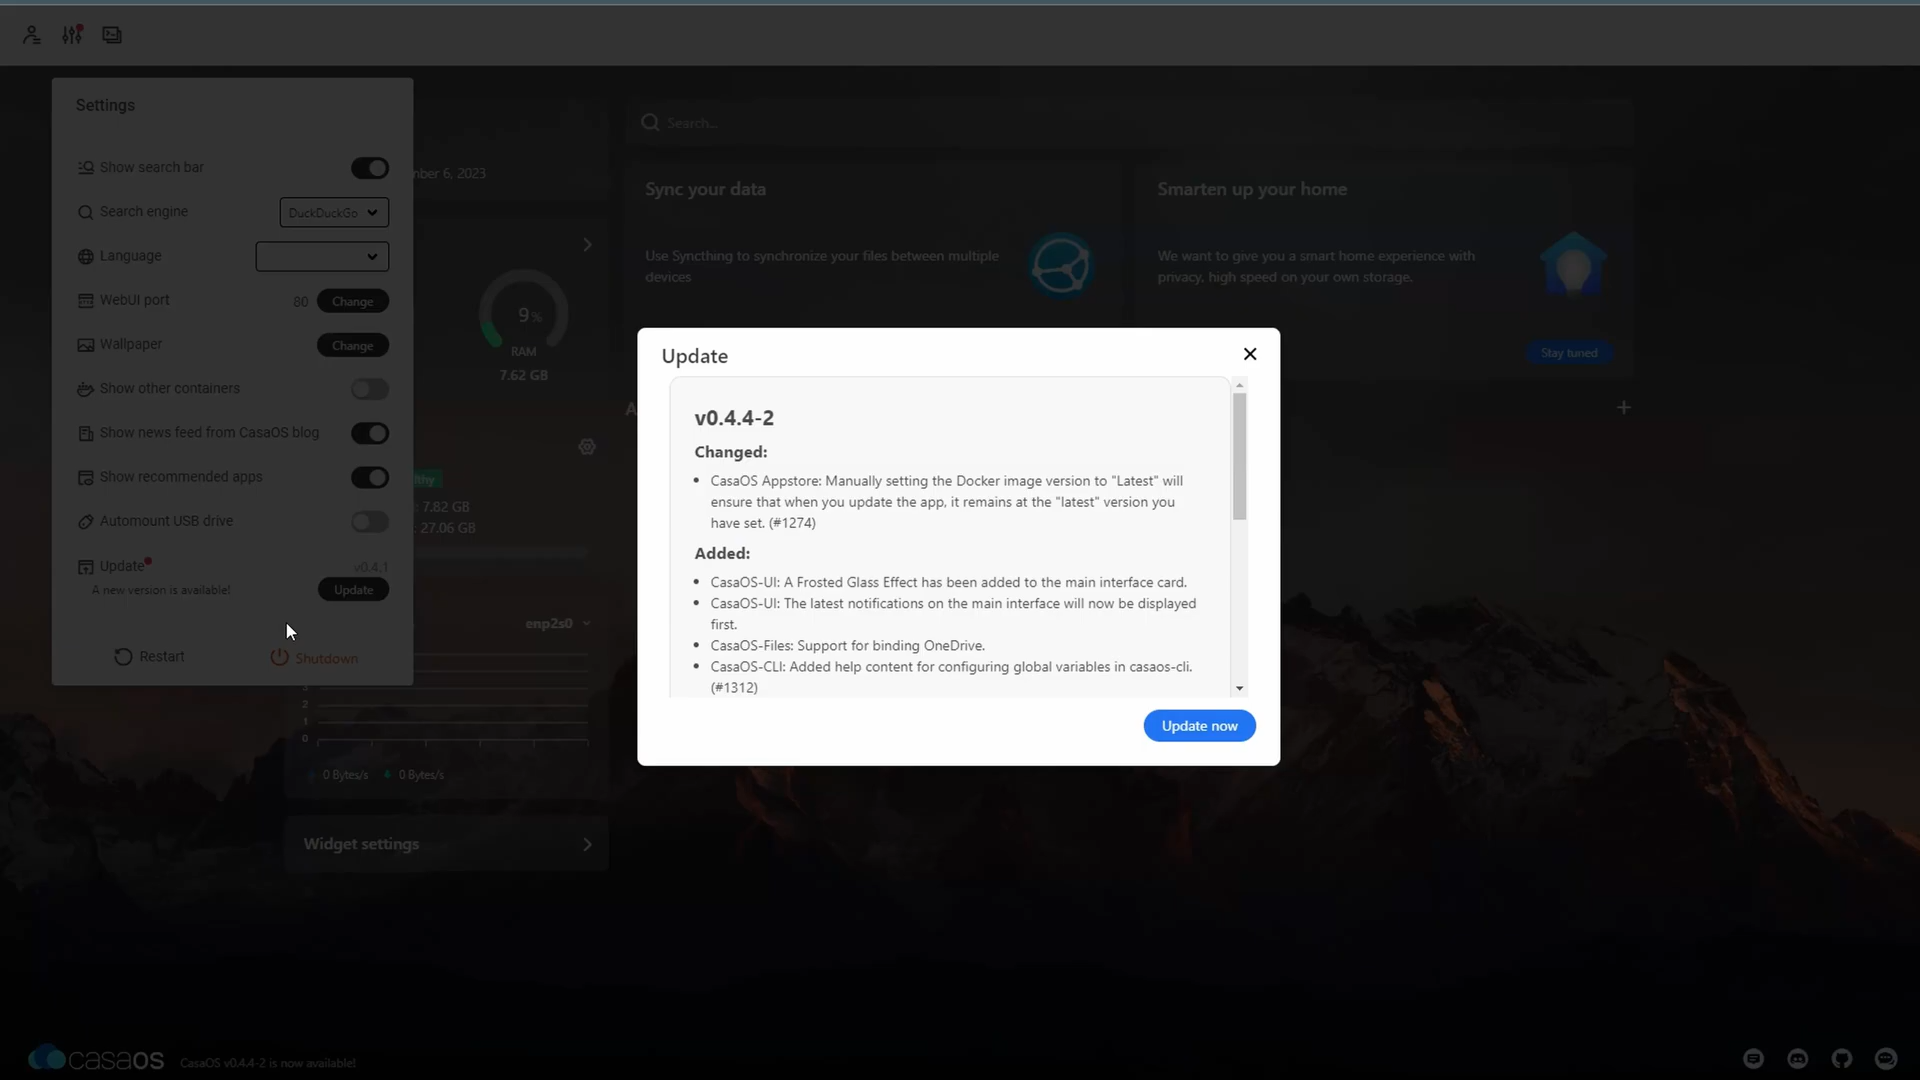 Settings
Show search bar
Search engine
DuckDuckGo
Language
WebUI port
80
Change
Wallpaper
Change
Show other containers
Show news feed from CasaOS blog
Show recommended apps
Automount USB drive
Update
v0.4.1
A new version is available!
Update
Restart
Shutdown
mber 6, 2023
9%
RAM
7.62 GB
lthy
: 7.82 GB
: 27.06 GB
enp2s0
3
2
1
0
0 Bytes/s
0 Bytes/s
Widget settings
Search...
Sync your data
Use Syncthing to synchronize your files between multiple
devices
Smarten up your home
We want to give you a smart home experience with
privacy, high speed on your own storage.
Stay tuned
A
Update
v0.4.4-2
Changed:
CasaOS Appstore: Manually setting the Docker image version to "Latest" will
ensure that when you update the app, it remains at the "latest" version you
have set. (#1274)
Added:
CasaOS-UI: A Frosted Glass Effect has been added to the main interface card.
CasaOS-UI: The latest notifications on the main interface will now be displayed
first.
CasaOS-Files: Support for binding OneDrive.
CasaOS-CLI: Added help content for configuring global variables in casaos-cli.
(#1312)
Update now
casaos
CasaOS v0.4.4-2 is now available!